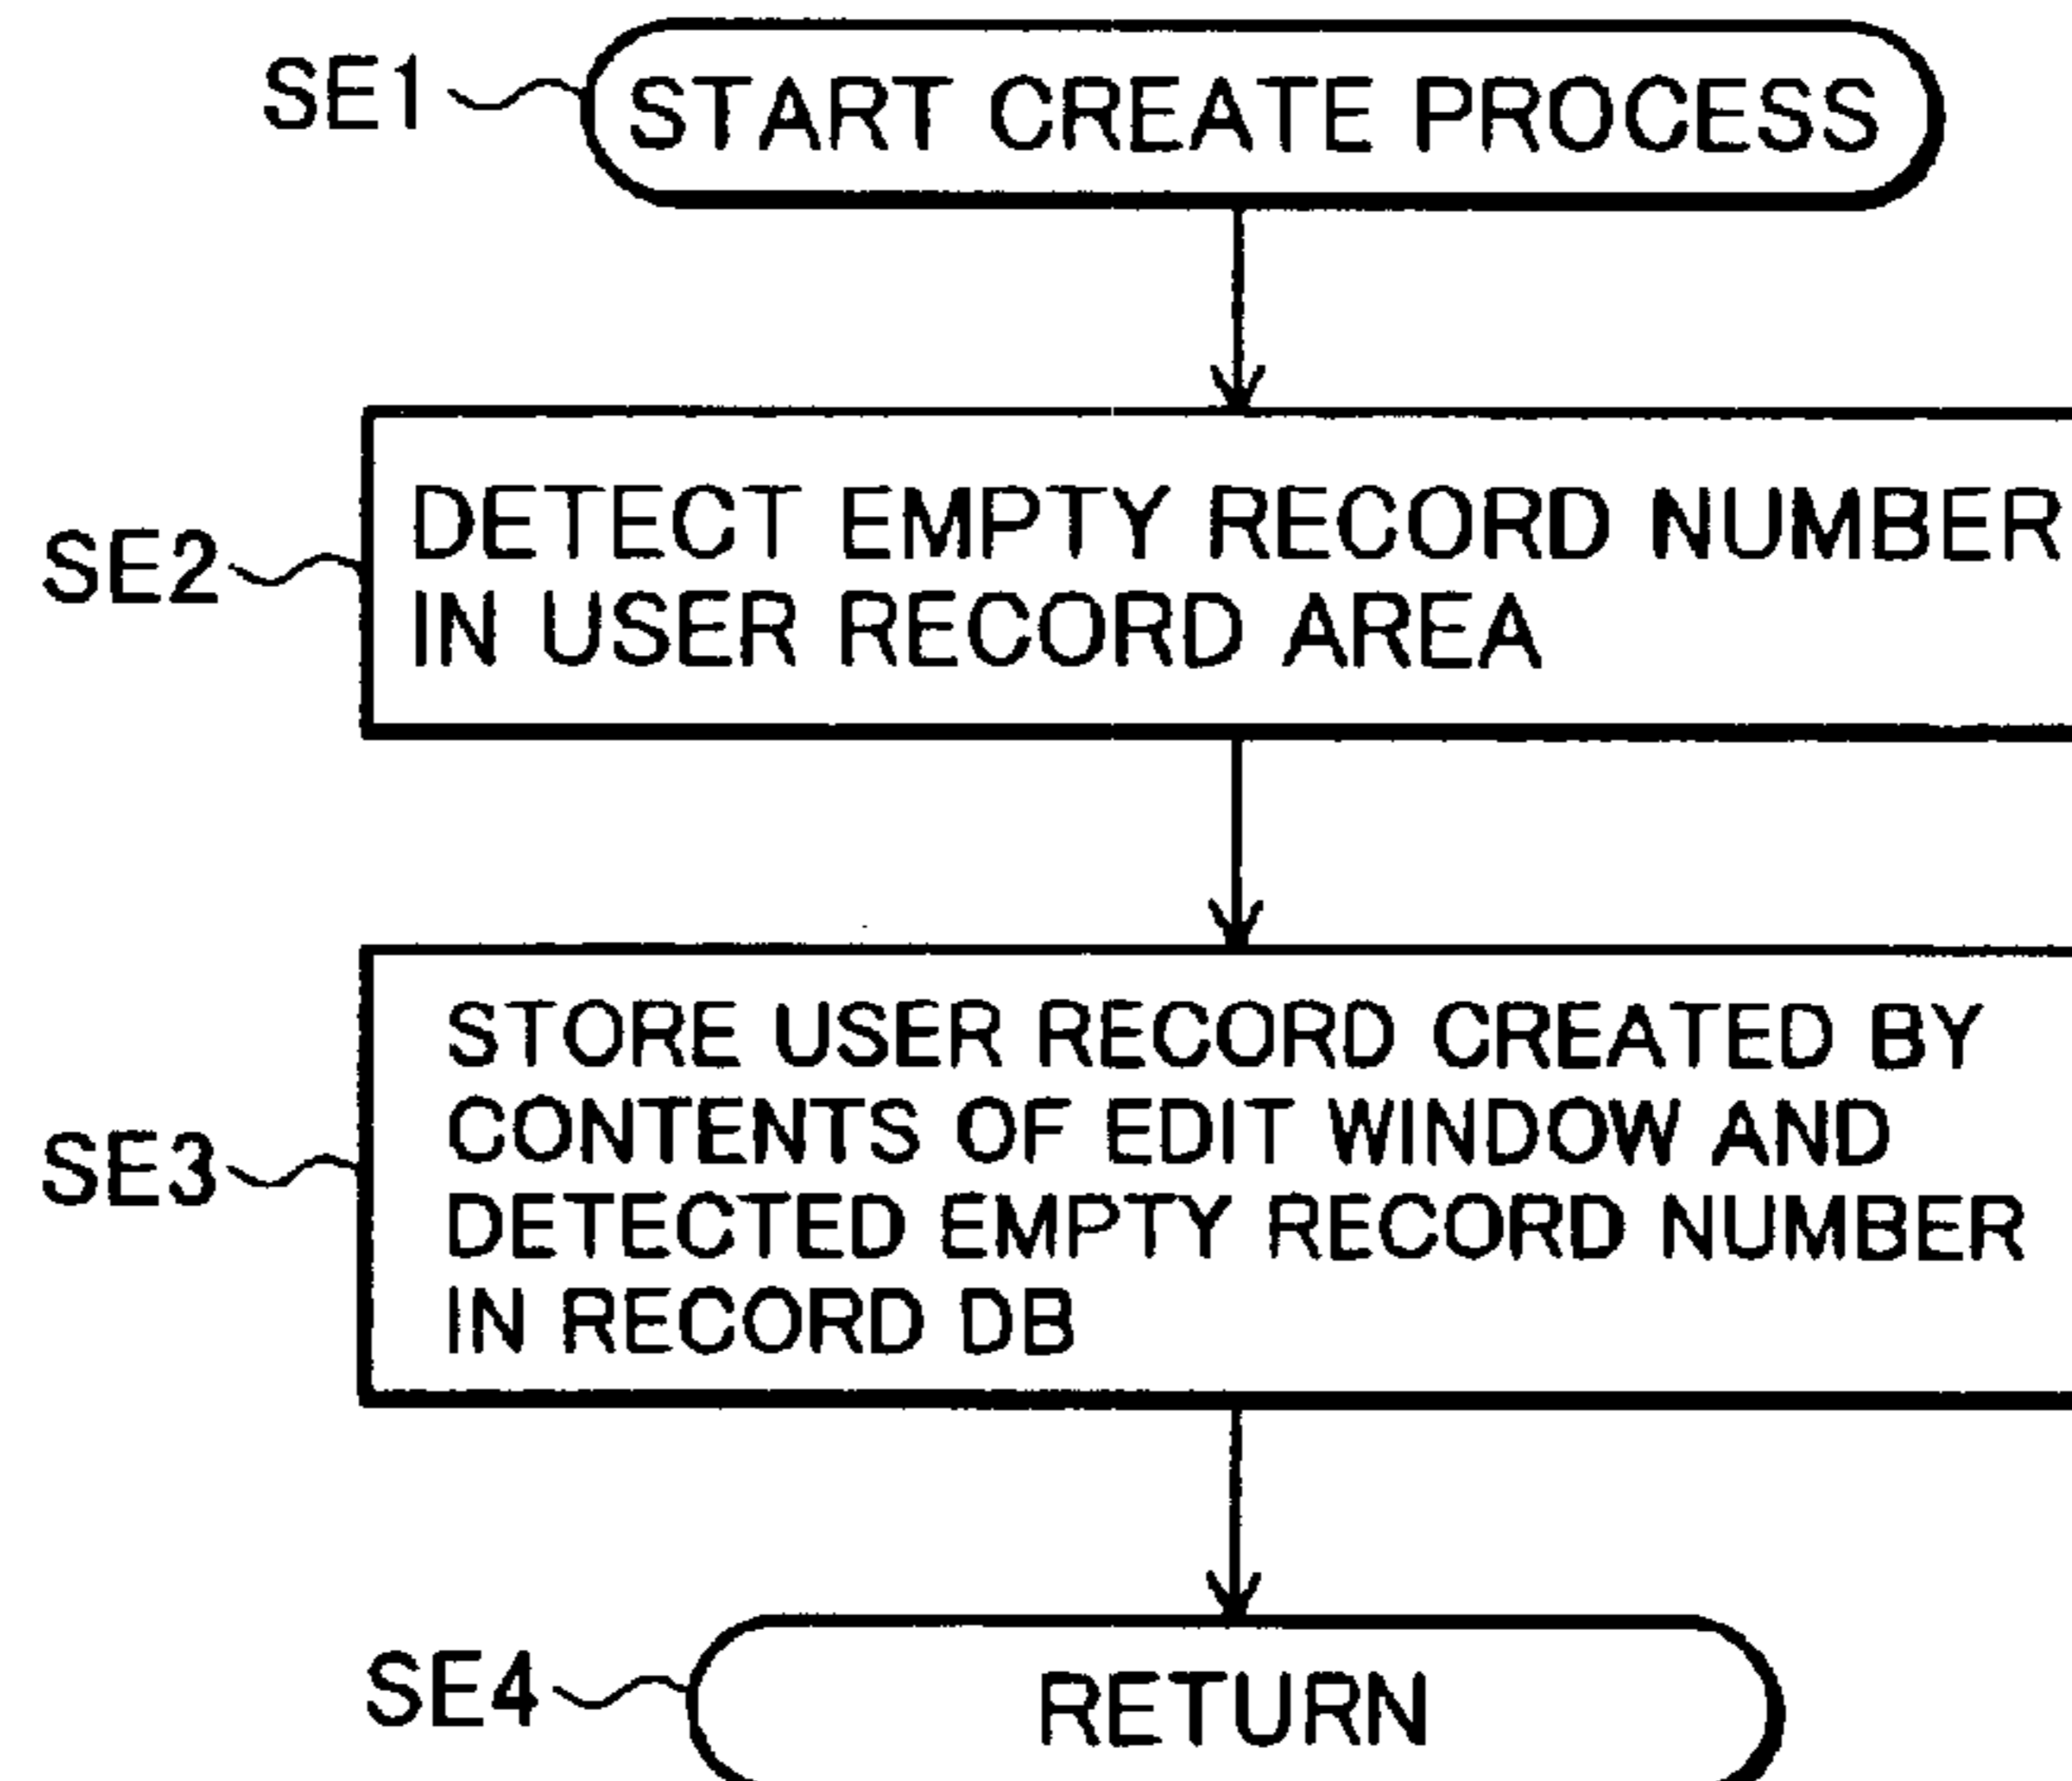 SE1 START CREATE PROCESS
SE2 DETECT EMPTY RECORD NUMBER
IN USER RECORD AREA
SE3 STORE USER RECORD CREATED BY
CONTENTS OF EDIT WINDOW AND
DETECTED EMPTY RECORD NUMBER
IN RECORD DB
SE4 RETURN